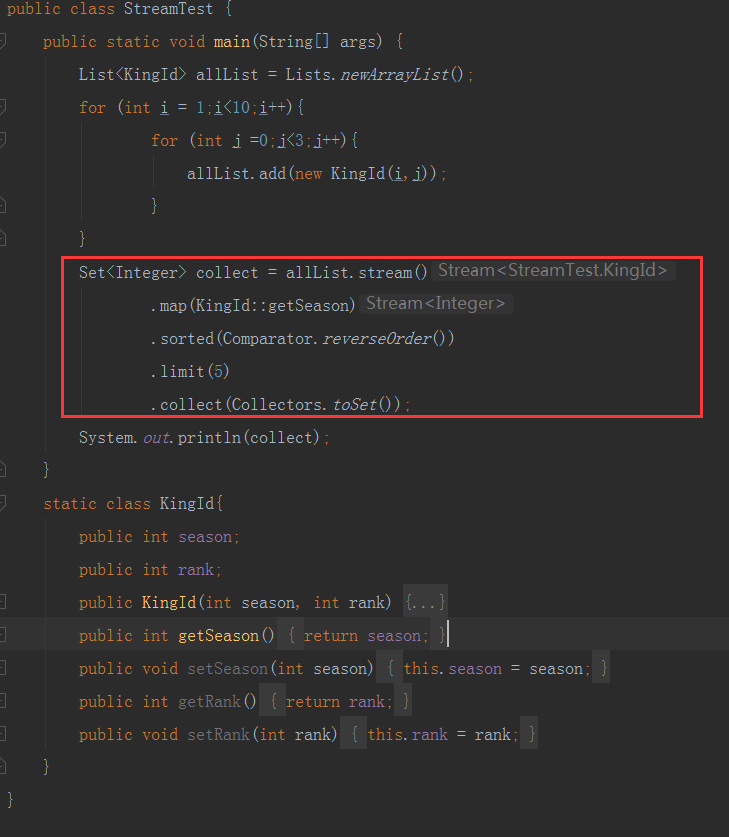 public class StreamTest {
public static void main(String[] args) {
List<KingId> allList = Lists.newArrayList();
for (int i = 1;i<10;i++){
for (int j =0;j<3;j++){
allList.add(new KingId(i,j));
}
}
Set<Integer> collect = allList.stream() Stream<StreamTest.KingId>
.map(KingId::getSeason) Stream<Integer>
.sorted(Comparator.reverseOrder())
.limit(5)
.collect(Collectors.toSet());
System.out.println(collect);
}
static class KingId{
public int season;
public int rank;
public KingId(int season, int rank) {...}
public int getSeason() { return season; }
public void setSeason(int season) { this.season = season; }
public int getRank() { return rank; }
public void setRank(int rank) { this.rank = rank; }
}
}